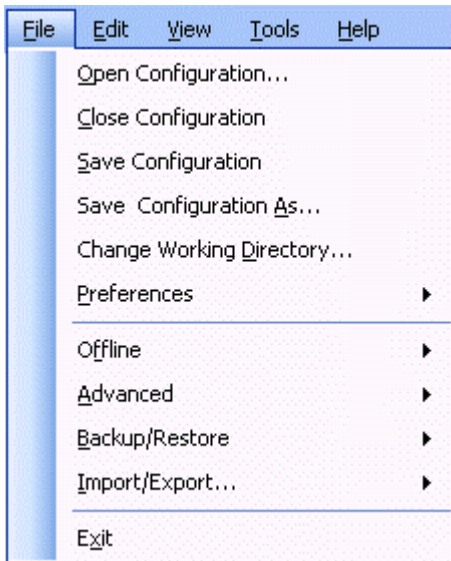 File Edit View Tools Help
Open Configuration...
Close Configuration
Save Configuration
Save Configuration As...
Change Working Directory...
Preferences
Offline
Advanced
Backup/Restore
Import/Export...
Exit